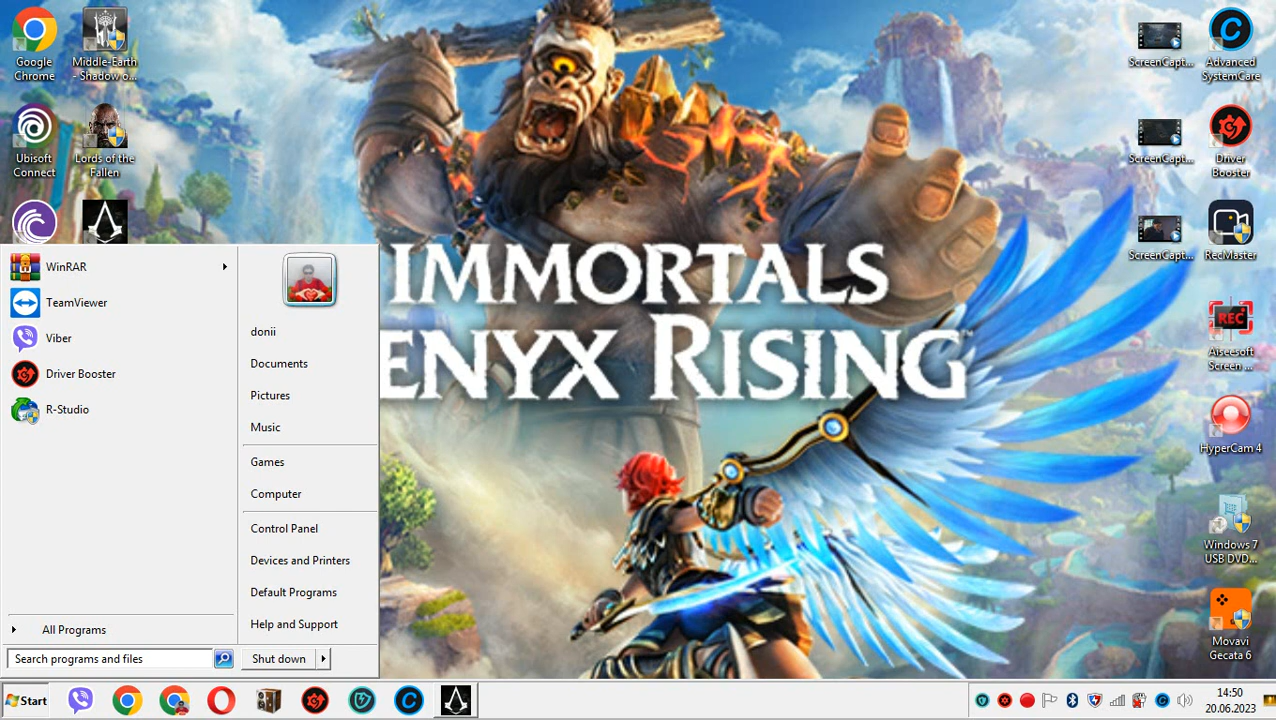 Google
Chrome
Middle-Earth
- Shadow o...
Ubisoft
Connect
Lords of the
Fallen
WinRAR
TeamViewer
Viber
Driver Booster
R-Studio
All Programs
Search programs and files
donii
Documents
Pictures
Music
Games
Computer
Control Panel
Devices and Printers
Default Programs
Help and Support
Shut down
IMMORTALS
ENYX RISING
ScreenCapt...
Advanced
SystemCare
ScreenCapt...
Driver
Booster
ScreenCapt...
RecMaster
REC
Aiseesoft
Screen ...
HyperCam 4
Windows 7
USB DVD...
Movavi
Gecata 6
Start
14:50
20.06.2023